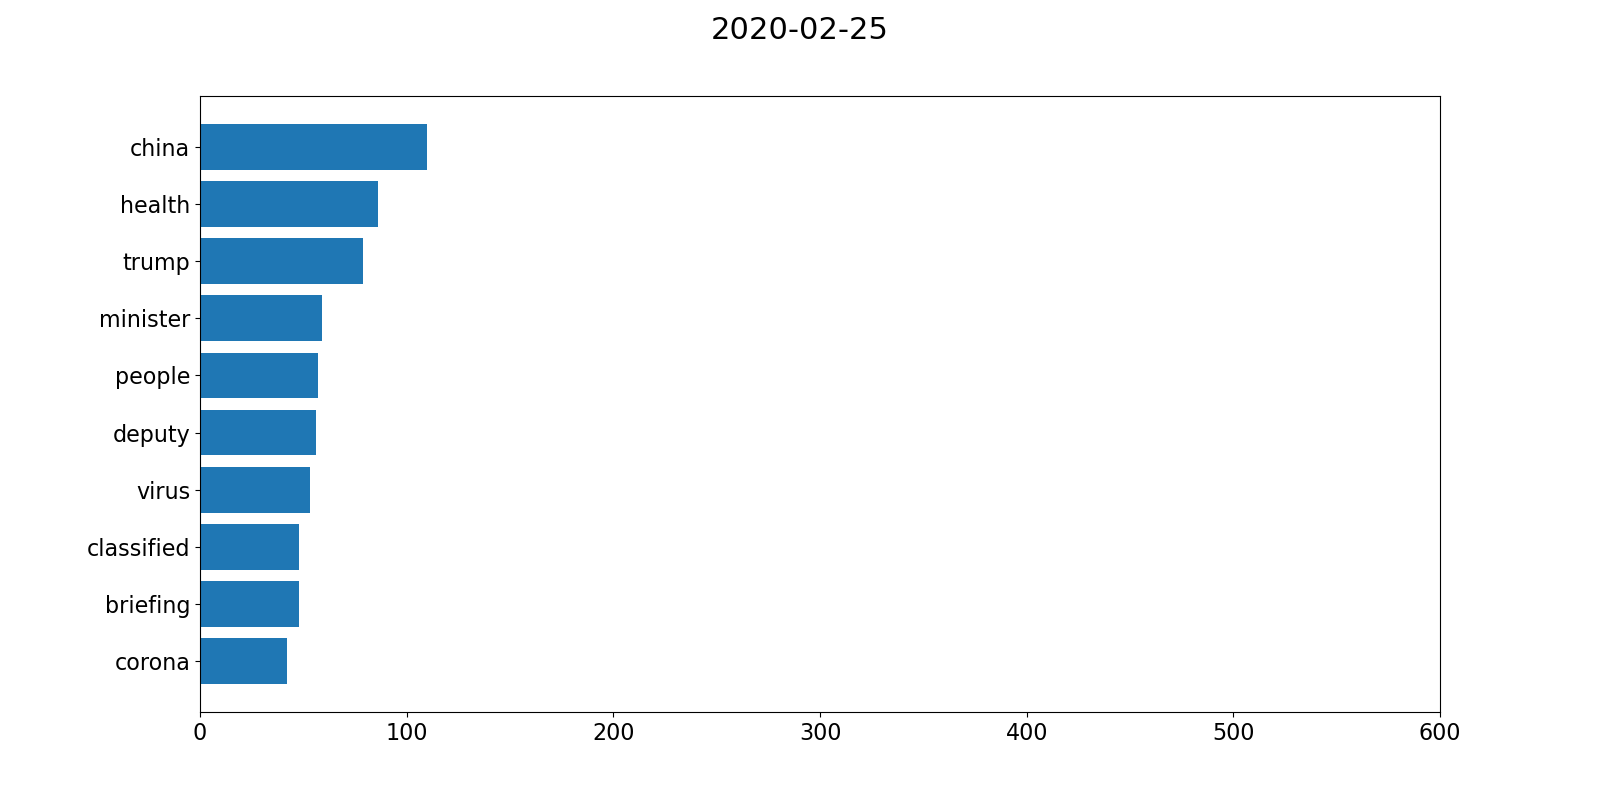 2020-02-25
china
health
trump
minister
people
deputy
virus
classified
briefing
corona
0 100 200 300 400 500 600